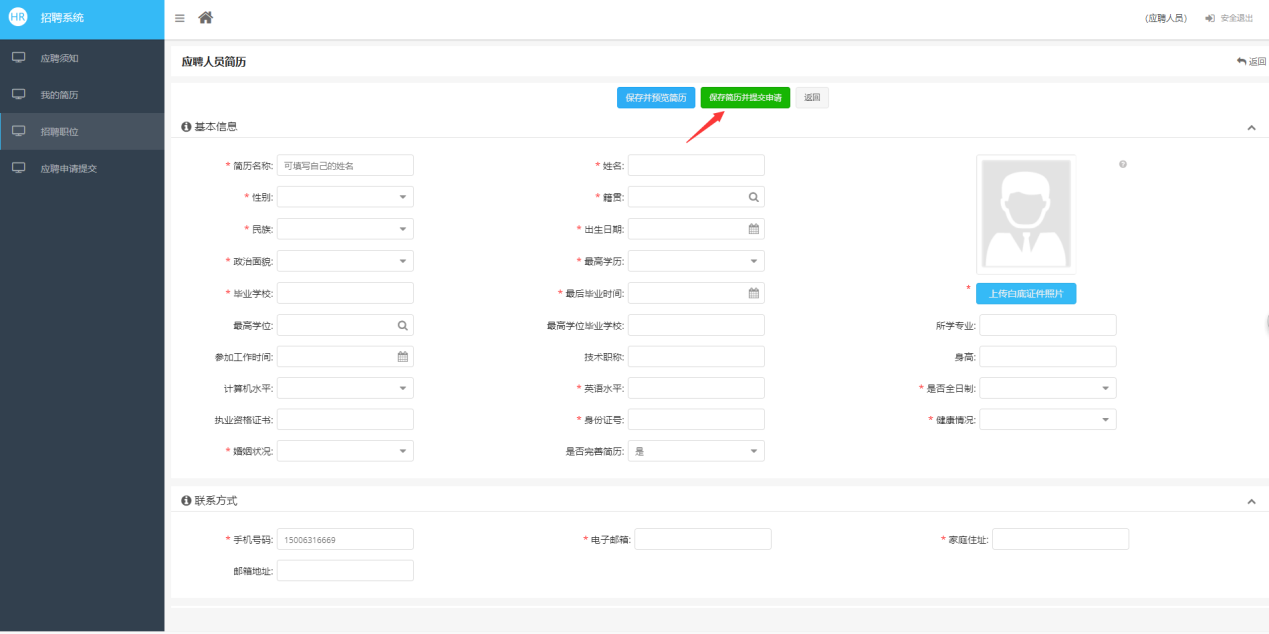 HR 招聘系统
(应聘人员) 安全退出
应聘须知
我的简历
招聘职位
应聘申请提交
应聘人员简历 返回
保存并预览简历 保存简历并提交申请 返回
基本信息
* 简历名称: 可填写自己的姓名 * 姓名:
* 性别: * 籍贯:
* 民族: * 出生日期:
* 政治面貌: * 最高学历:
* 毕业学校: * 最后毕业时间: * 上传白底证件照片
最高学位: 最高学位毕业学校: 所学专业:
参加工作时间: 技术职称: 身高:
计算机水平: * 英语水平: * 是否全日制:
执业资格证书: * 身份证号: * 健康情况:
* 婚姻状况: 是否完善简历: 是
联系方式
* 手机号码: 15006316669 * 电子邮箱: * 家庭住址:
邮箱地址: